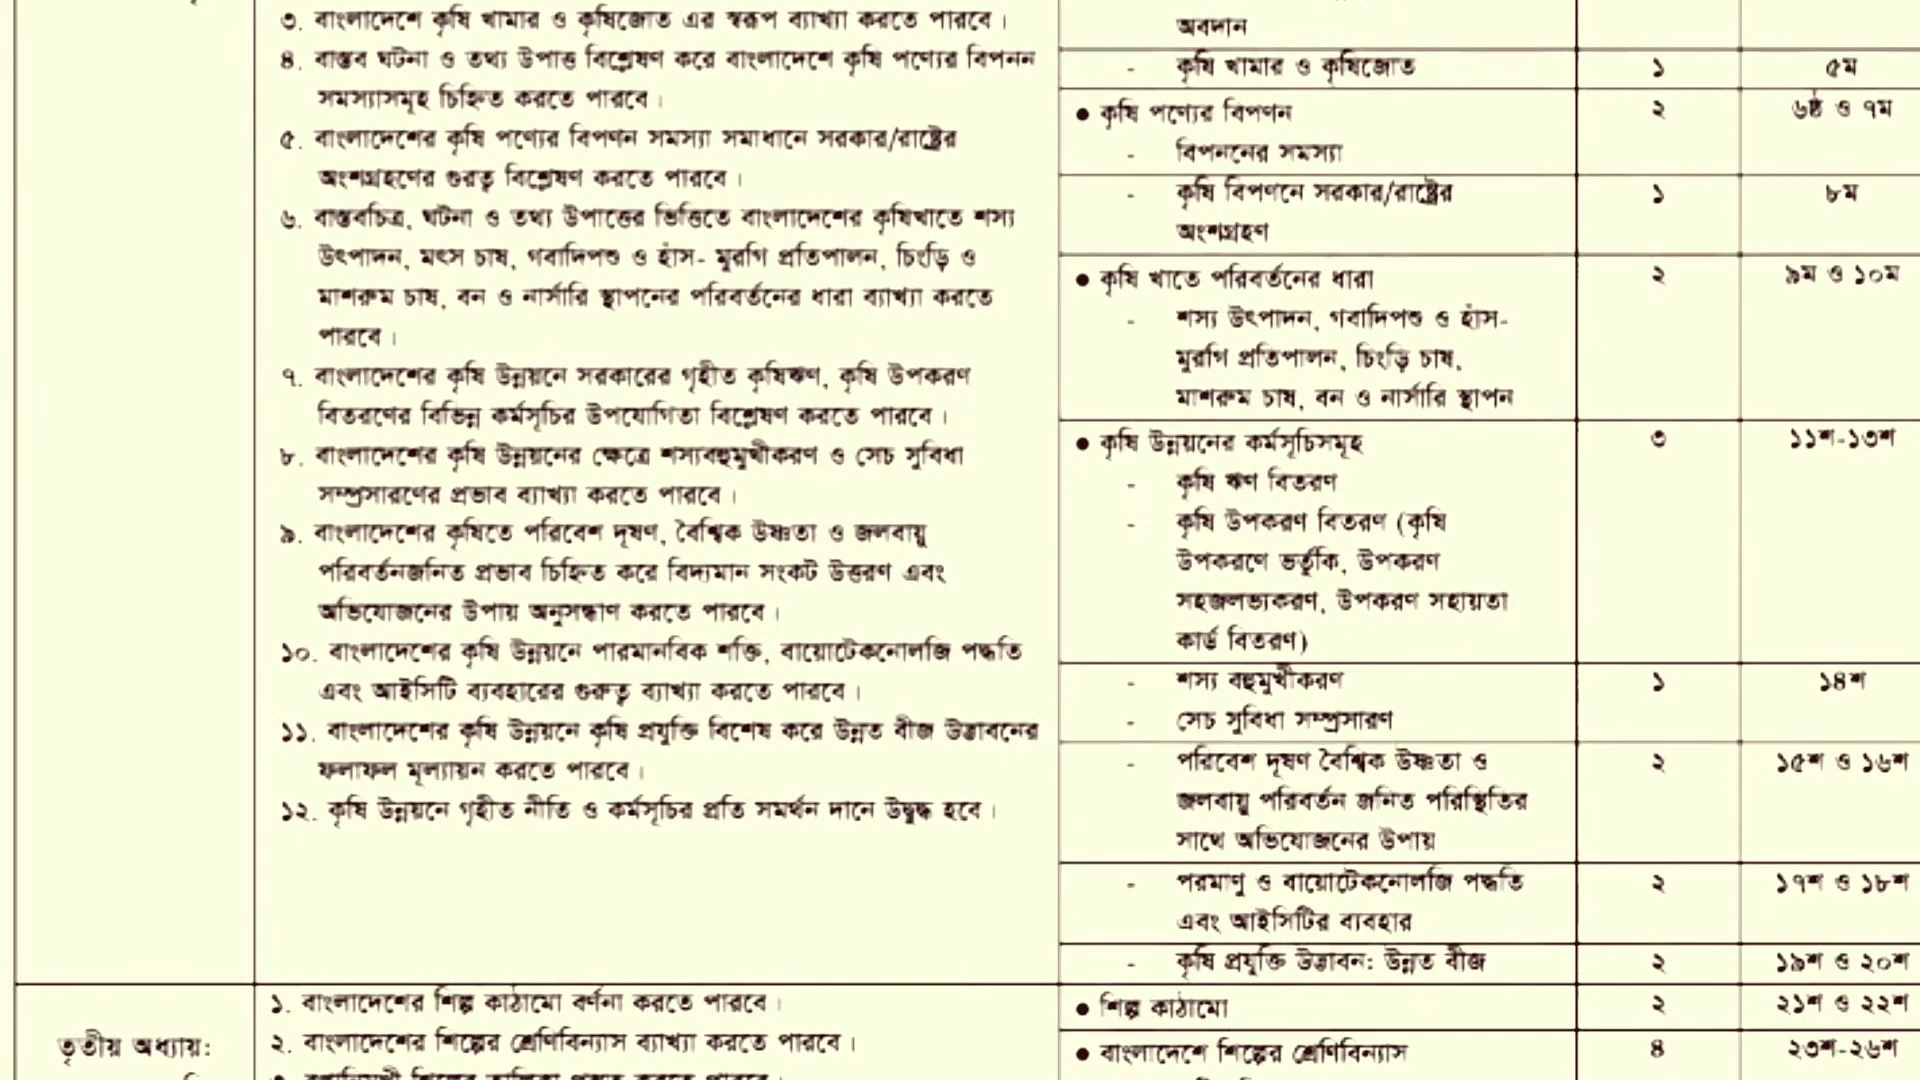 ৩. বাংলাদেশে কৃষি খামার ও কৃষিজোত এর স্বরূপ ব্যাখ্যা করতে পারবে।
৪. বাস্তব ঘটনা ও তথ্য উপাত্ত বিশ্লেষণ করে বাংলাদেশে কৃষি পণ্যের বিপনন
সমস্যাসমূহ চিহ্নিত করতে পারবে।
৫. বাংলাদেশের কৃষি পণ্যের বিপণন সমস্যা সমাধানে সরকার/রাষ্ট্রের
অংশগ্রহণের গুরত্ব বিশ্লেষণ করতে পারবে।
৬. বাস্তবচিত্র, ঘটনা ও তথ্য উপাত্তের ভিত্তিতে বাংলাদেশের কৃষিখাতে শস্য
উৎপাদন, মৎস চাষ, গবাদিপশু ও হাঁস- মুরগি প্রতিপালন, চিংড়ি ও
মাশরুম চাষ, বন ও নার্সারি স্থাপনের পরিবর্তনের ধারা ব্যাখ্যা করতে
পারবে।
৭. বাংলাদেশের কৃষি উন্নয়নে সরকারের গৃহীত কৃষিঋণ, কৃষি উপকরণ
বিতরণের বিভিন্ন কর্মসূচির উপযোগিতা বিশ্লেষণ করতে পারবে।
৮. বাংলাদেশের কৃষি উন্নয়নের ক্ষেত্রে শস্যবহুমুখীকরণ ও সেচ সুবিধা
সম্প্রসারণের প্রভাব ব্যাখ্যা করতে পারবে।
৯. বাংলাদেশের কৃষিতে পরিবেশ দূষণ, বৈশ্বিক উষ্ণতা ও জলবায়ু
পরিবর্তনজনিত প্রভাব চিহ্নিত করে বিদ্যমান সংকট উত্তরণ এবং
অভিযোজনের উপায় অনুসন্ধাণ করতে পারবে।
১০. বাংলাদেশের কৃষি উন্নয়নে পারমানবিক শক্তি, বায়োটেকনোলজি পদ্ধতি
এবং আইসিটি ব্যবহারের গুরুত্ব ব্যাখ্যা করতে পারবে।
১১. বাংলাদেশের কৃষি উন্নয়নে কৃষি প্রযুক্তি বিশেষ করে উন্নত বীজ উদ্ভাবনের
ফলাফল মূল্যায়ন করতে পারবে।
১২. কৃষি উন্নয়নে গৃহীত নীতি ও কর্মসূচির প্রতি সমর্থন দানে উদ্বুদ্ধ হবে।
অবদান
- কৃষি খামার ও কৃষিজোত ১ ৫ম
● কৃষি পণ্যের বিপণন ২ ৬ষ্ঠ ও ৭ম
- বিপননের সমস্যা
- কৃষি বিপণনে সরকার/রাষ্ট্রের ১ ৮ম
অংশগ্রহণ
● কৃষি খাতে পরিবর্তনের ধারা ২ ৯ম ও ১০ম
- শস্য উৎপাদন, গবাদিপশু ও হাঁস-
মুরগি প্রতিপালন, চিংড়ি চাষ,
মাশরুম চাষ, বন ও নার্সারি স্থাপন
● কৃষি উন্নয়নের কর্মসূচিসমূহ ৩ ১১শ-১৩শ
- কৃষি ঋণ বিতরণ
- কৃষি উপকরণ বিতরণ (কৃষি
উপকরণে ভর্তুকি, উপকরণ
সহজলভ্যকরণ, উপকরণ সহায়তা
কার্ড বিতরণ)
- শস্য বহুমুখীকরণ ১ ১৪শ
- সেচ সুবিধা সম্প্রসারণ
- পরিবেশ দূষণ বৈশ্বিক উষ্ণতা ও ২ ১৫শ ও ১৬শ
জলবায়ু পরিবর্তন জনিত পরিস্থিতির
সাথে অভিযোজনের উপায়
- পরমাণু ও বায়োটেকনোলজি পদ্ধতি ২ ১৭শ ও ১৮শ
এবং আইসিটির ব্যবহার
- কৃষি প্রযুক্তি উদ্ভাবন: উন্নত বীজ ২ ১৯শ ও ২০শ
তৃতীয় অধ্যায়:
১. বাংলাদেশের শিল্প কাঠামো বর্ণনা করতে পারবে।
২. বাংলাদেশের শিল্পের শ্রেণিবিন্যাস ব্যাখ্যা করতে পারবে।
● শিল্প কাঠামো ২ ২১শ ও ২২শ
● বাংলাদেশে শিল্পের শ্রেণিবিন্যাস ৪ ২৩শ-২৬শ